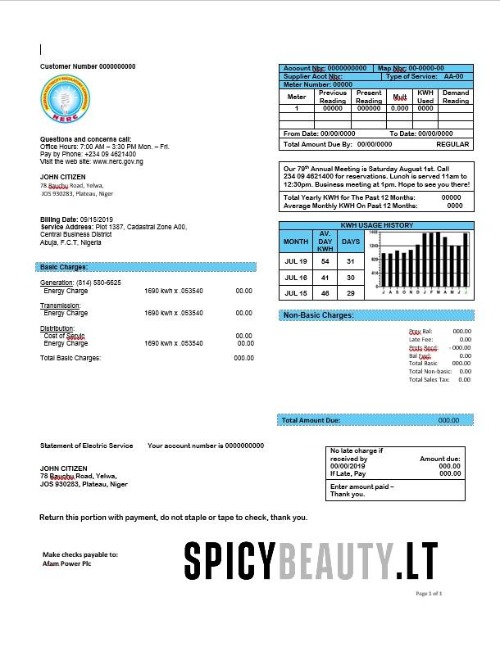 Customer Number 0000000000
NERC
Questions and concerns call:
Office Hours: 7:00 AM – 3:30 PM Mon. – Fri.
Pay by Phone: +234 09 4621400
Visit the web site: www.nerc.gov.ng
JOHN CITIZEN
78 Bauchu Road, Yelwa,
JOS 930283, Plateau, Niger
Billing Date: 09/15/2019
Service Address: Plot 1387, Cadastral Zone A00,
Central Business District
Abuja, F.C.T, Nigeria
Basic Charges:
Generation: (814) 580-6625
Energy Charge 1690 kwh x .053540 00.00
Transmission:
Energy Charge 1690 kwh x .053540 00.00
Distribution:
Cost of Servic 00.00
Energy Charge 1690 kwh x .053540 00.00
Total Basic Charges: 000.00
Account Nbr: 0000000000 Map Nbr: 00-0000-00
Supplier Acct Nbr: Type of Service: AA-00
Meter Number: 00000
Meter Previous Reading Present Reading Mult KWH Used Demand Reading
1 00000 000000 0.000 0000
From Date: 00/00/0000 To Date: 00/00/0000
Total Amount Due By: 00/00/0000 REGULAR
Our 79th Annual Meeting is Saturday August 1st. Call
234 09 4621400 for reservations. Lunch is served 11am to
12:30pm. Business meeting at 1pm. Hope to see you there!
Total Yearly KWH for The Past 12 Months: 00000
Average Monthly KWH On Past 12 Months: 0000
KWH USAGE HISTORY
MONTH AV. DAY KWH DAYS
JUL 19 54 31
JUL 16 41 30
JUL 15 46 29
J A S O N D J F M A M J J
Non-Basic Charges:
Prev Bal: 000.00
Late Fee: 0.00
-000.00
0.00
Total Basic 000.00
Total Non-basic: 0.00
Total Sales Tax: 0.00
Total Amount Due: 000.00
Statement of Electric Service Your account number is 0000000000
JOHN CITIZEN
78 Bauchu Road, Yelwa,
JOS 930283, Plateau, Niger
No late charge if
received by Amount due:
00/00/2019 000.00
If Late, Pay 000.00
Enter amount paid –
Thank you.
Return this portion with payment, do not staple or tape to check, thank you.
Make checks payable to:
Afam Power Plc
SPICYBEAUTY.LT
Page 1 of 1